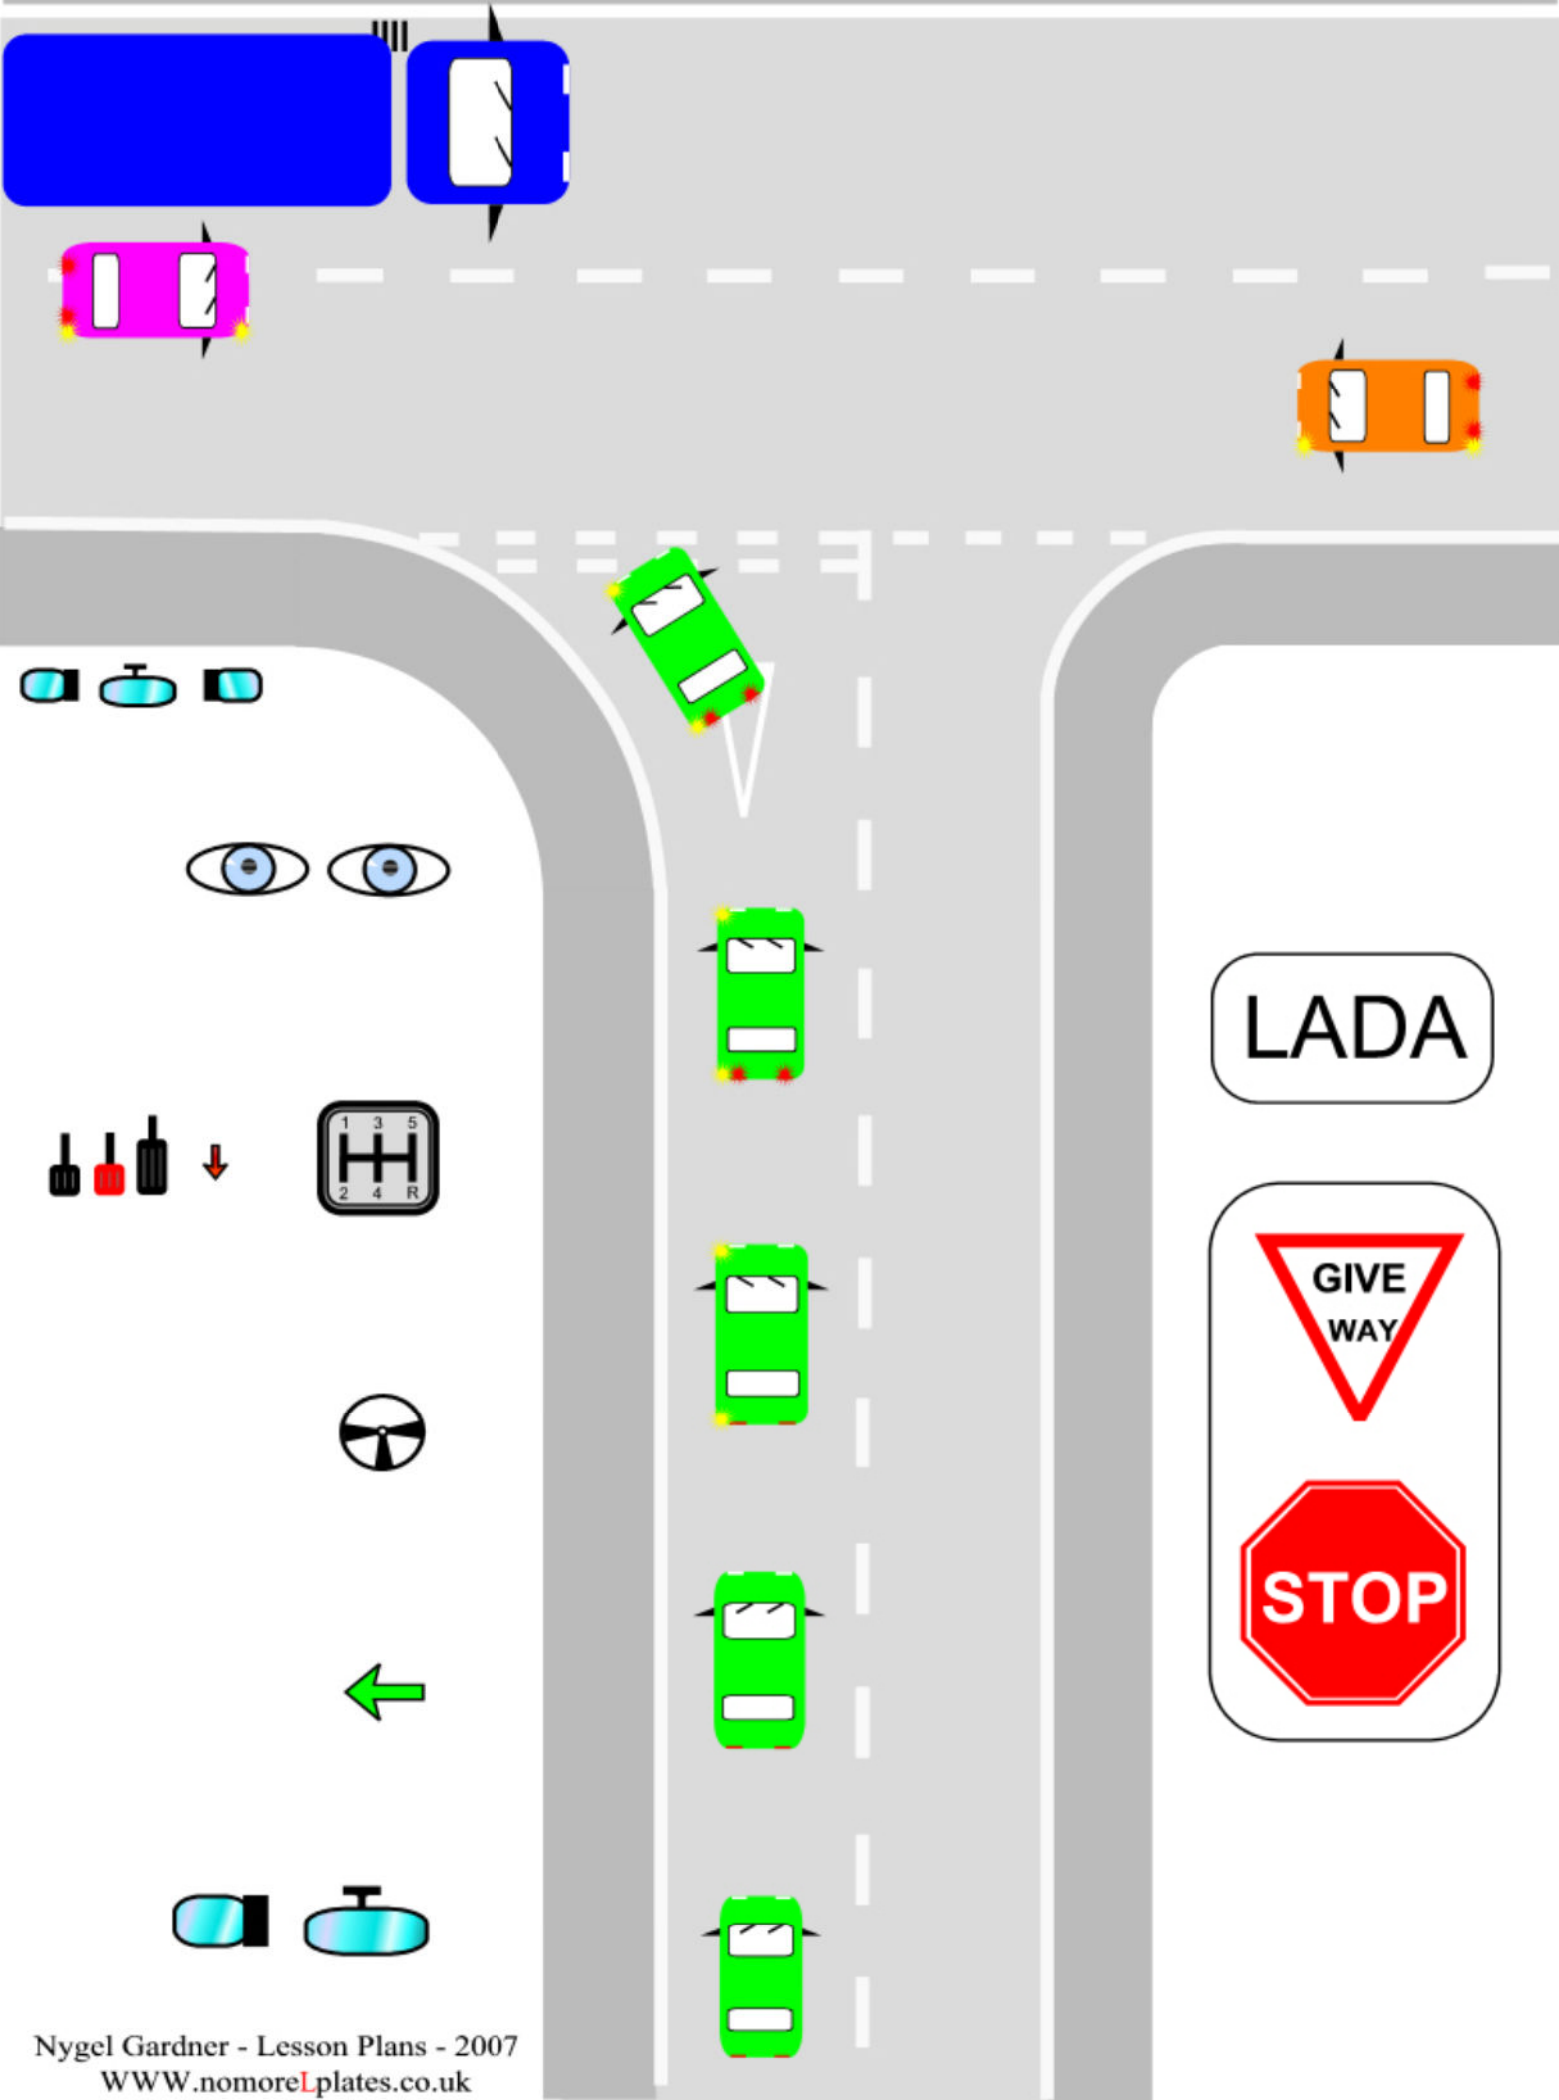 LADA
1 3 5
2 4 R
GIVE
WAY
STOP
Nygel Gardner - Lesson Plans - 2007
WWW.nomoreLplates.co.uk